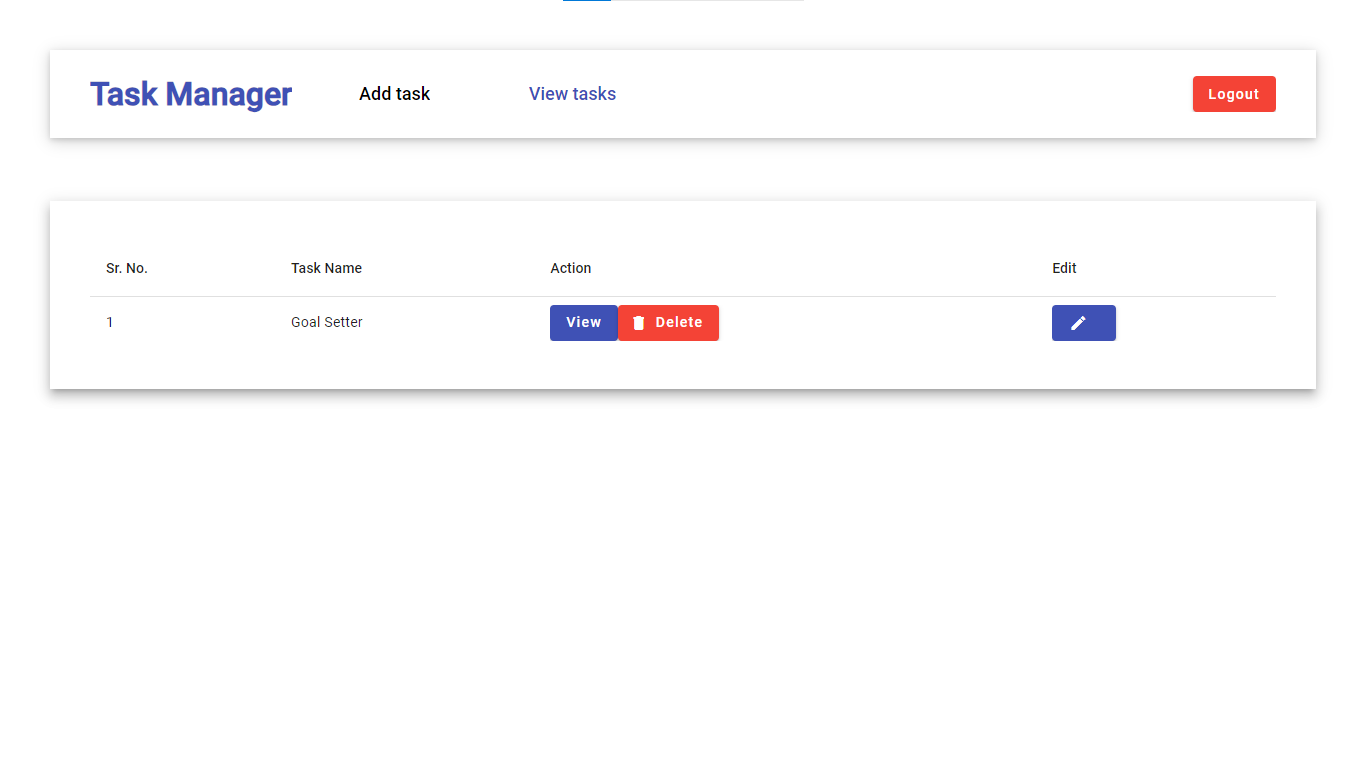 Task Manager Add task View tasks Logout
Sr. No. Task Name Action Edit
1 Goal Setter View Delete